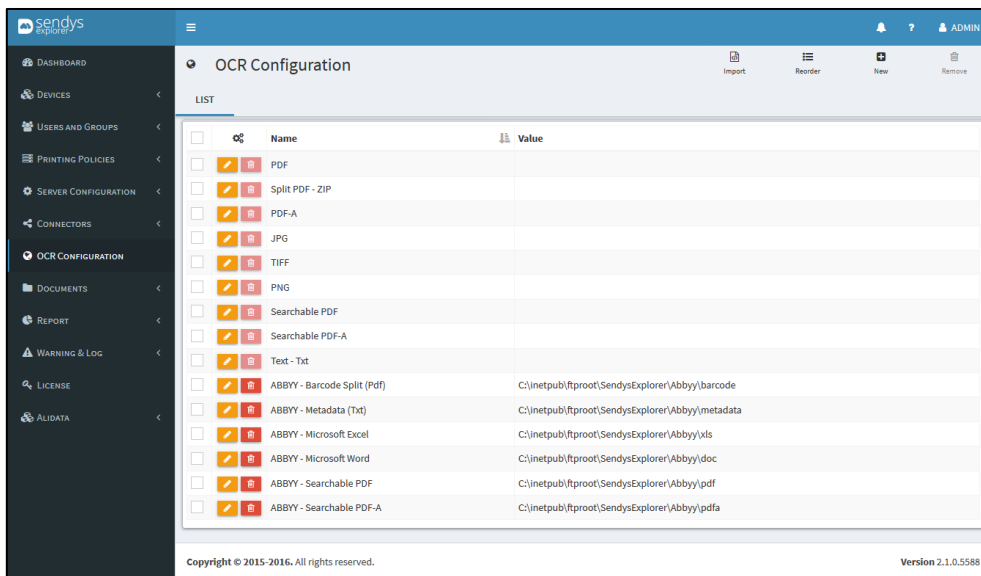 sendys
explorer
ADMIN
DASHBOARD
DEVICES
USERS AND GROUPS
PRINTING POLICIES
SERVER CONFIGURATION
CONNECTORS
OCR CONFIGURATION
DOCUMENTS
REPORT
WARNING & LOG
LICENSE
ALIDATA
OCR Configuration
Import
Reorder
New
Remove
LIST
Name Value
PDF
Split PDF - ZIP
PDF-A
JPG
TIFF
PNG
Searchable PDF
Searchable PDF-A
Text - Txt
ABBYY - Barcode Split (Pdf) C:\inetpub\ftproot\SendysExplorer\Abbyy\barcode
ABBYY - Metadata (Txt) C:\inetpub\ftproot\SendysExplorer\Abbyy\metadata
ABBYY - Microsoft Excel C:\inetpub\ftproot\SendysExplorer\Abbyy\xls
ABBYY - Microsoft Word C:\inetpub\ftproot\SendysExplorer\Abbyy\doc
ABBYY - Searchable PDF C:\inetpub\ftproot\SendysExplorer\Abbyy\pdf
ABBYY - Searchable PDF-A C:\inetpub\ftproot\SendysExplorer\Abbyy\pdfa
Copyright © 2015-2016. All rights reserved. Version 2.1.0.5588